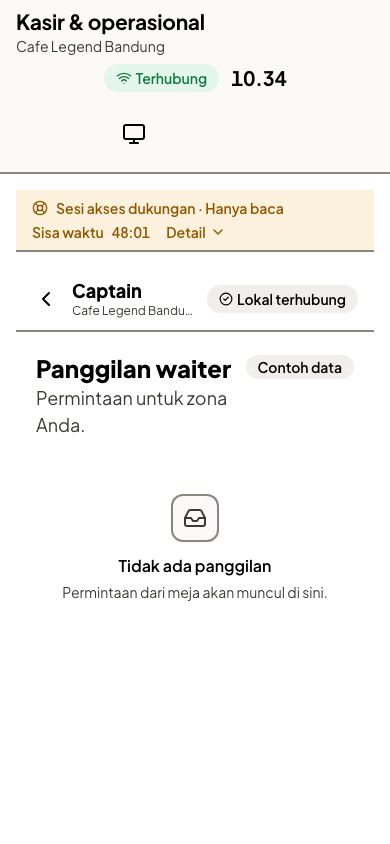 Kasir & operasional
Cafe Legend Bandung
Terhubung 10.34
Sesi akses dukungan · Hanya baca
Sisa waktu 48:01 Detail
Captain
Cafe Legend Bandu...
Lokal terhubung
Panggilan waiter
Contoh data
Permintaan untuk zona
Anda.
Tidak ada panggilan
Permintaan dari meja akan muncul di sini.